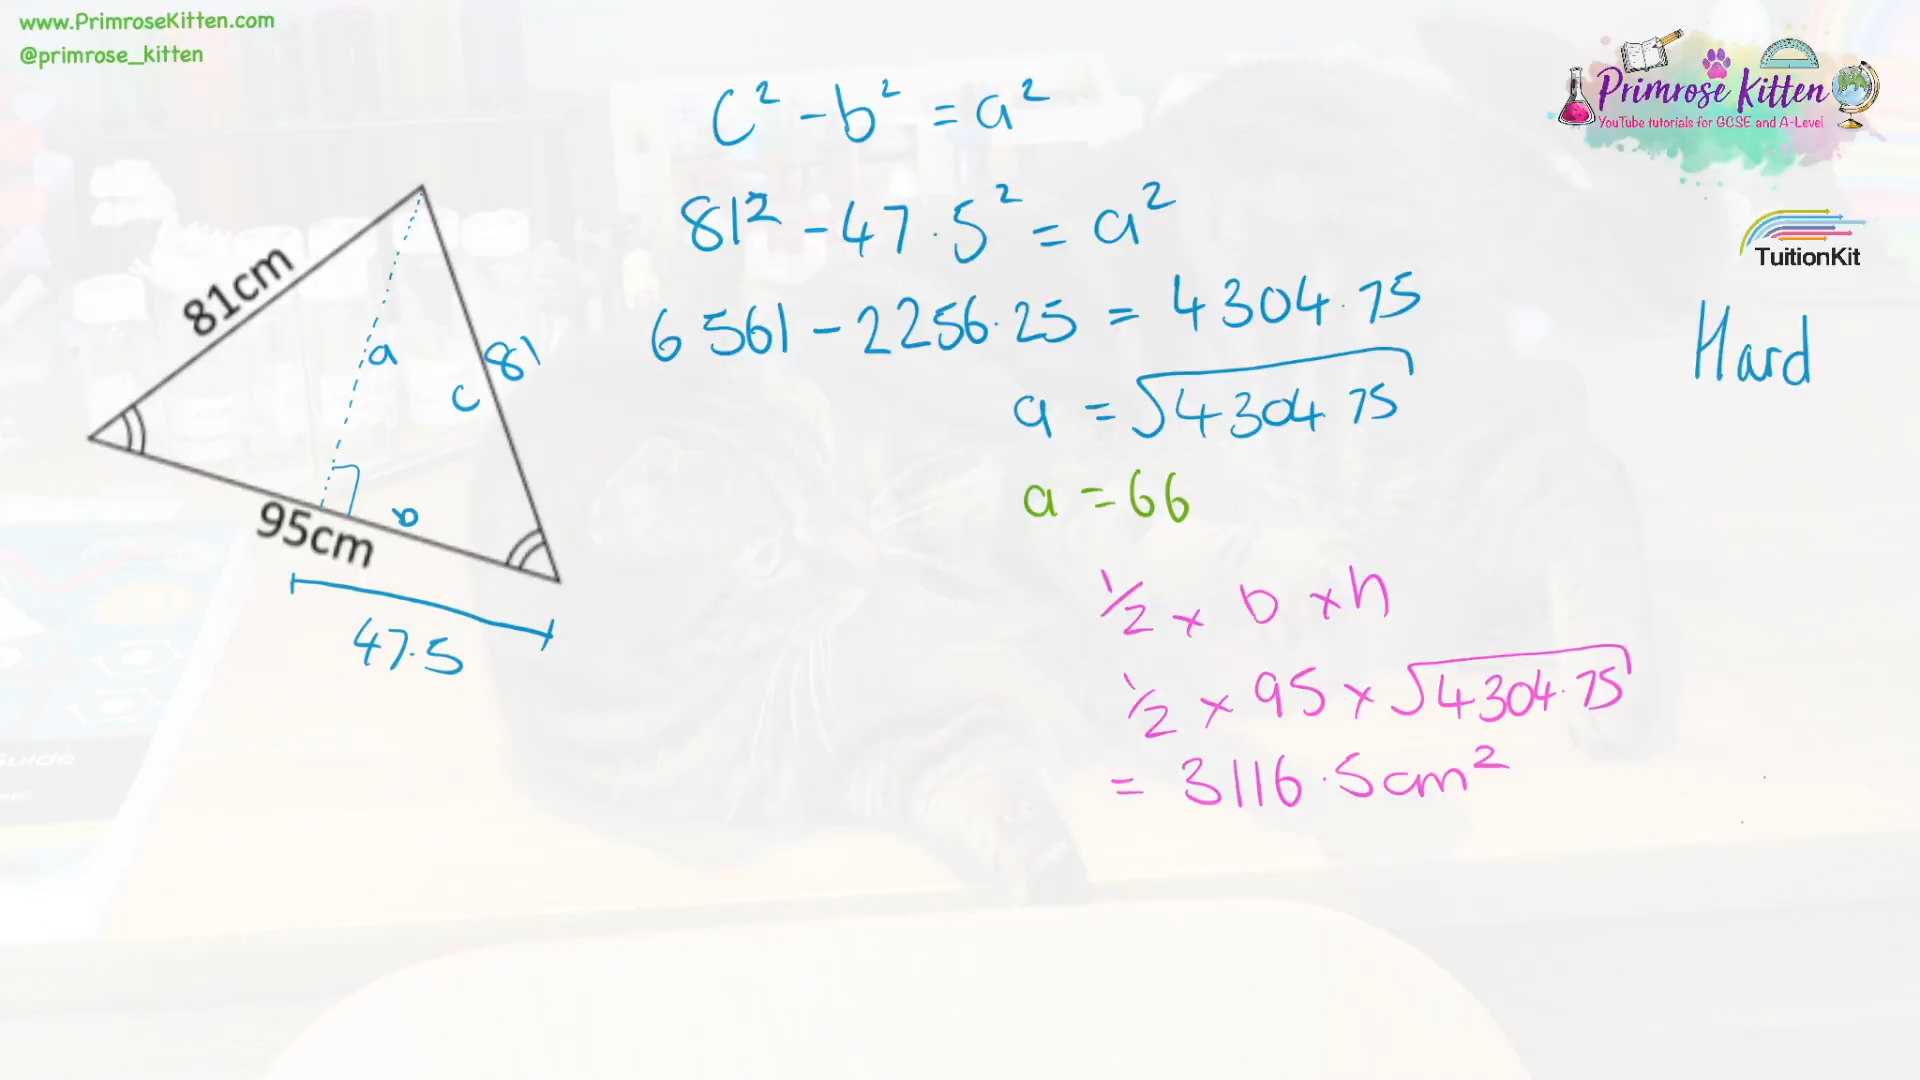 www.PrimroseKitten.com
@primrose_kitten
Primrose Kitten
YouTube tutorials for GCSE and A-Level
TuitionKit
Hard
81cm
a
81
c
95cm
b
47.5
c² - b² = a²
81² - 47.5² = a²
6561 - 2256.25 = 4304.75
a = √4304 75
a = 66
½ × b × h
½ × 95 × √4304.75
= 3116.5cm²
Guide